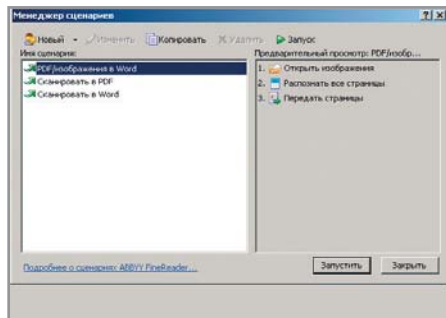 Менеджер сценариев
Новый Изменить Копировать Удалить Запуск
Имя сценария:
PDF/изображения в Word
Сканировать в PDF
Сканировать в Word
Предварительный просмотр: PDF/изобр...
1. Открыть изображения
2. Распознать все страницы
3. Передать страницы
Подробнее о сценариях ABBYY FineReader...
Запустить Закрыть